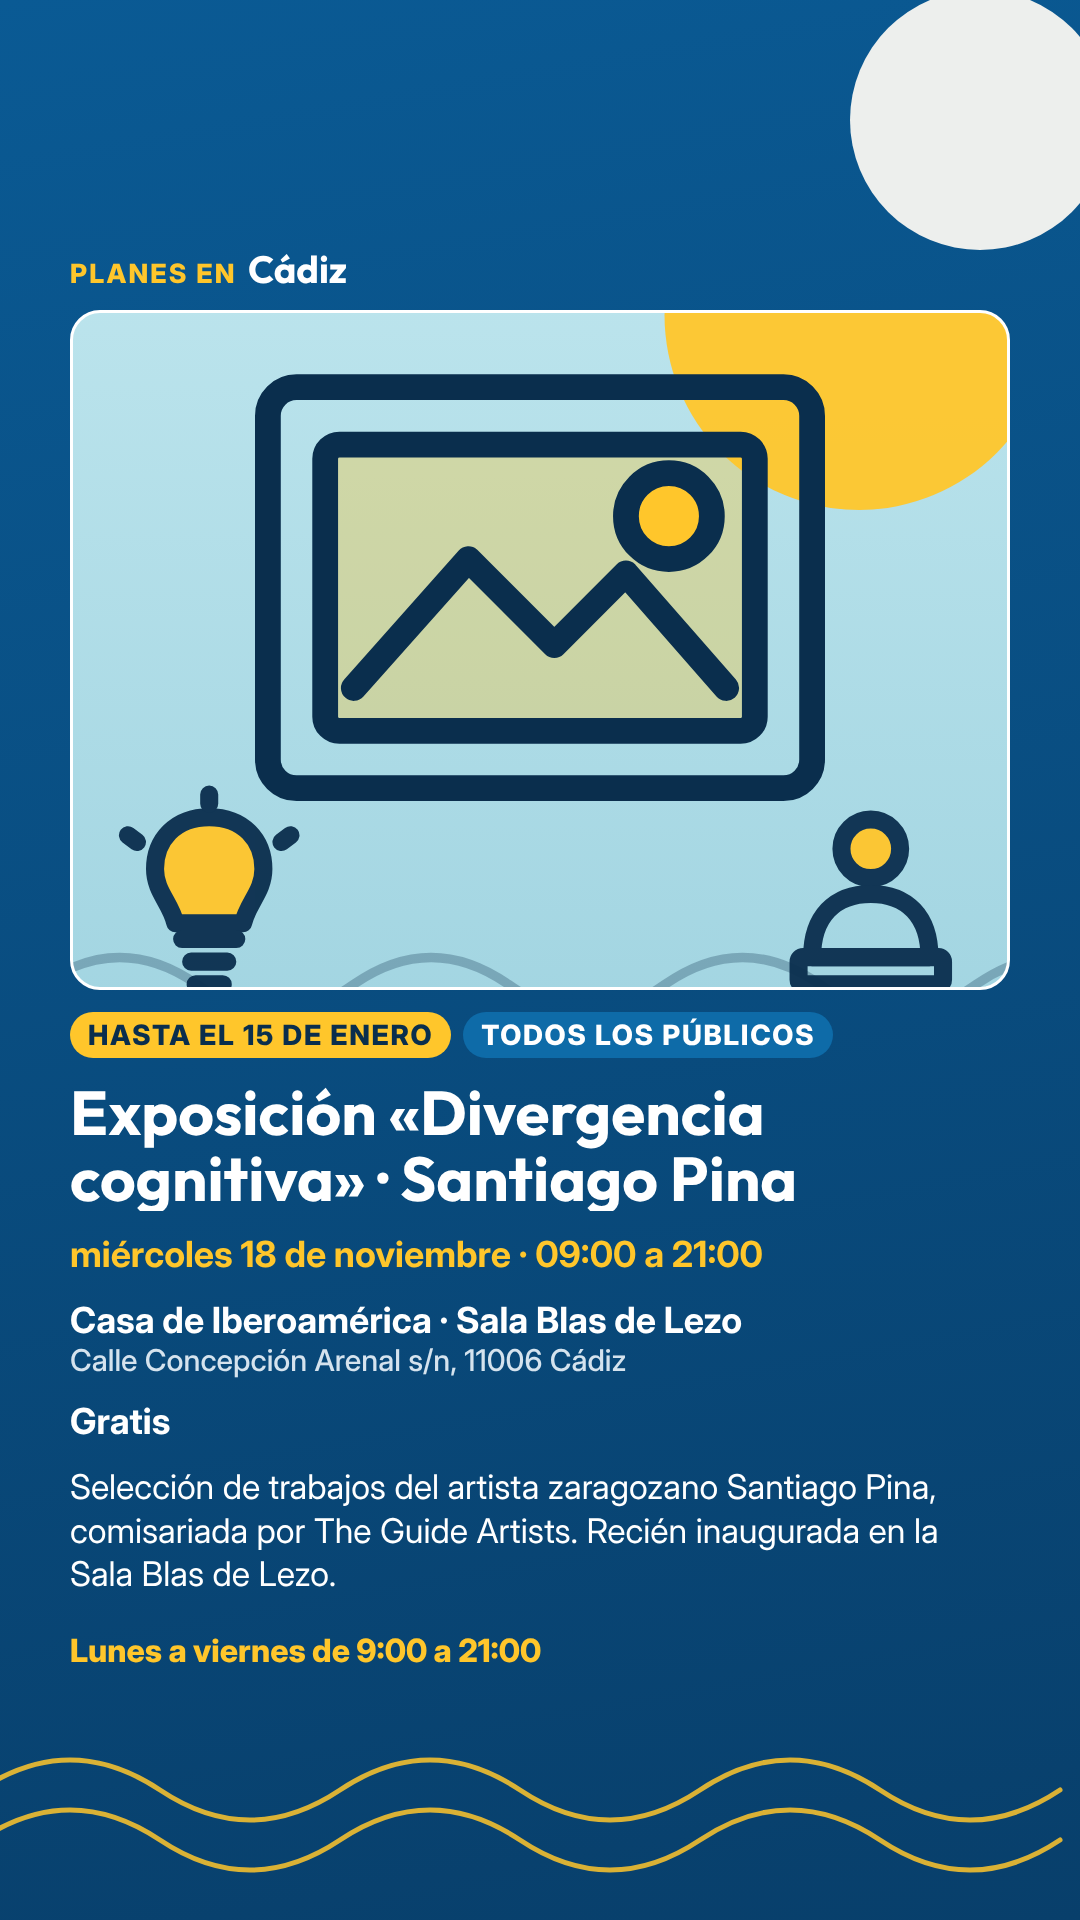 PLANES EN Cádiz
HASTA EL 15 DE ENERO
TODOS LOS PÚBLICOS
Exposición «Divergencia
cognitiva» · Santiago Pina
miércoles 18 de noviembre · 09:00 a 21:00
Casa de Iberoamérica · Sala Blas de Lezo
Calle Concepción Arenal s/n, 11006 Cádiz
Gratis
Selección de trabajos del artista zaragozano Santiago Pina,
comisariada por The Guide Artists. Recién inaugurada en la
Sala Blas de Lezo.
Lunes a viernes de 9:00 a 21:00